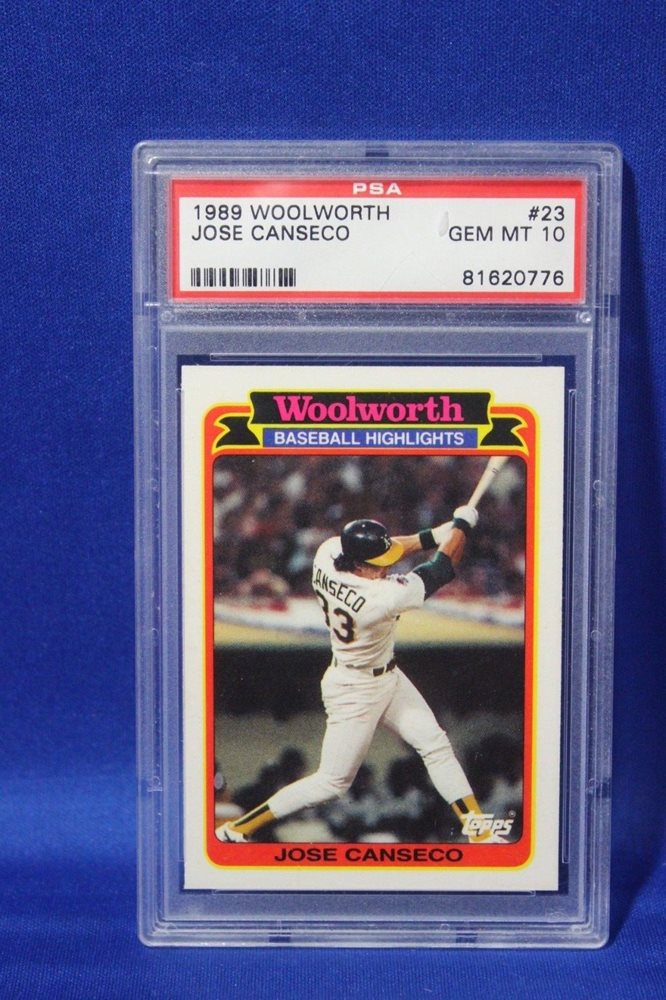 PSA
1989 WOOLWORTH #23
JOSE CANSECO GEM MT 10
81620776
Woolworth
BASEBALL HIGHLIGHTS
CANSECO
33
Topps®
JOSE CANSECO